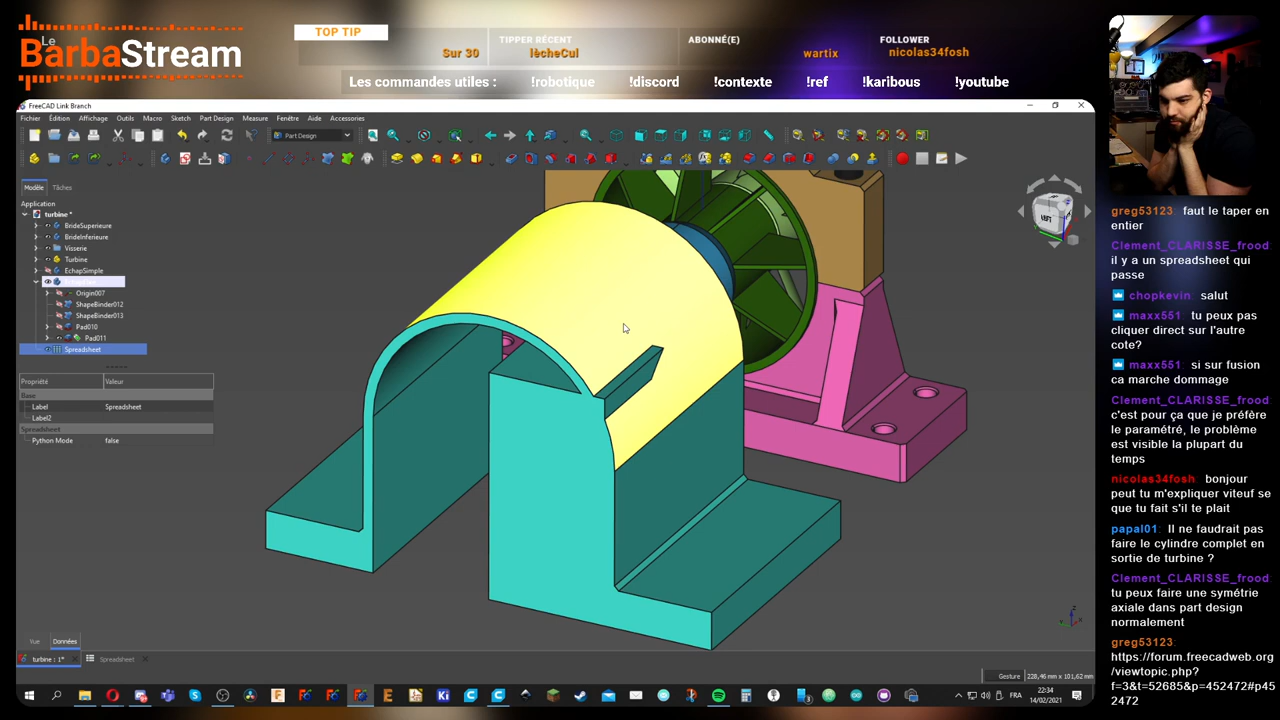 Le
BarbaStream
TOP TIP
Sur 30
TIPPER RÉCENT
lècheCul
ABONNÉ(E)
wartix
FOLLOWER
nicolas34fosh
Les commandes utiles : !robotique !discord !contexte !ref !karibous !youtube
FreeCAD Link Branch
Fichier Édition Affichage Outils Macro Sketch Part Design Mesure Fenêtre Aide Accessories
Part Design
Modèle Tâches
Application
turbine *
BrideSuperieure
BrideInferieure
Visserie
Turbine
EchapSimple
Origin007
ShapeBinder012
ShapeBinder013
Pad010
Pad011
Spreadsheet
Propriété Valeur
Base
Label Spreadsheet
Label2
Spreadsheet
Python Mode false
Vue Données
turbine : 1* Spreadsheet
Gesture 228,46 mm x 101,62 mm
FR
22:34
14/02/2021
greg53123: faut le taper en
entier
Clement_CLARISSE_frood:
il y a un spreadsheet qui
passe
chopkevin: salut
maxx551: tu peux pas
cliquer direct sur l'autre
cote?
maxx551: si sur fusion
ca marche dommage
Clement_CLARISSE_frood:
c'est pour ça que je préfère
le paramétré, le problème
est visible la plupart du
temps
nicolas34fosh: bonjour
peut tu m'expliquer viteuf se
que tu fait s'il te plait
papal01: Il ne faudrait pas
faire le cylindre complet en
sortie de turbine ?
Clement_CLARISSE_frood:
tu peux faire une symétrie
axiale dans part design
normalement
greg53123:
https://forum.freecadweb.org
/viewtopic.php?
f=3&t=52685&p=452472#p45
2472